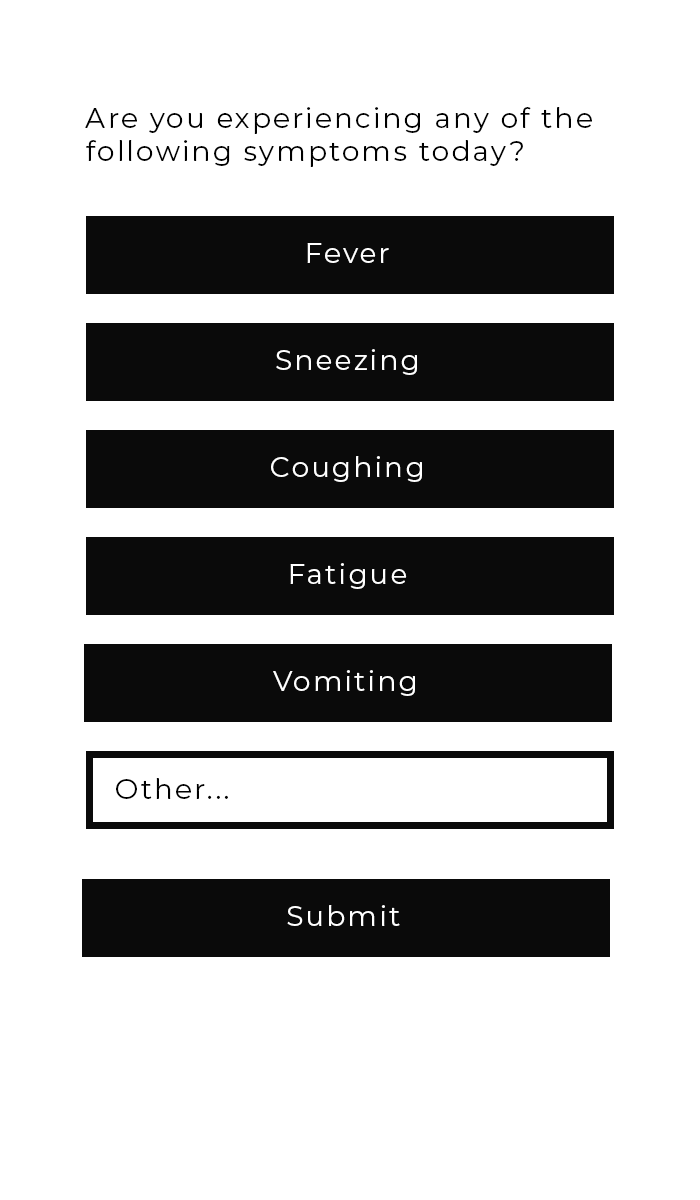 Are you experiencing any of the
following symptoms today?
Fever
Sneezing
Coughing
Fatigue
Vomiting
Other...
Submit